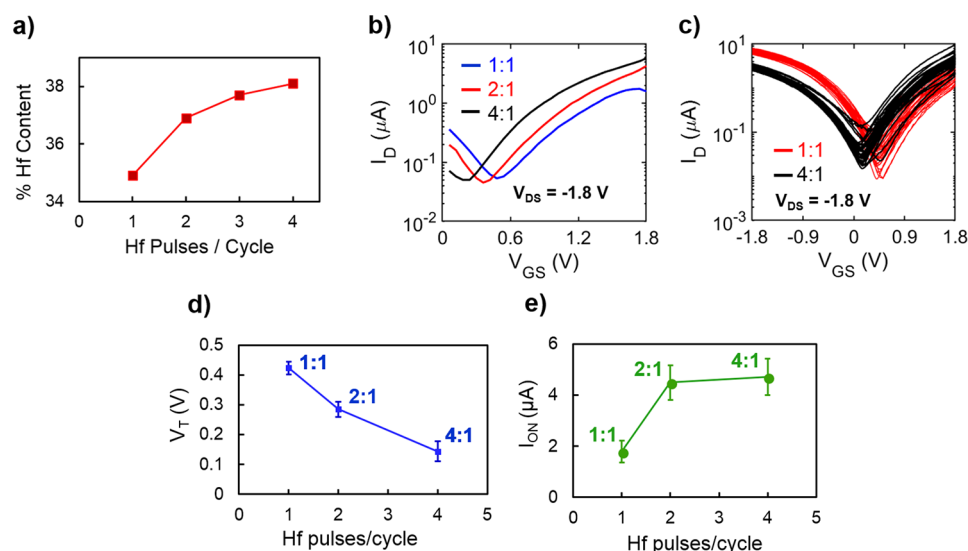 a)
% Hf Content
38
36
34
0 1 2 3 4
Hf Pulses / Cycle
b)
I_D (µA)
10^1
10^0
10^-1
10^-2
1:1
2:1
4:1
V_DS = -1.8 V
0 0.6 1.2 1.8
V_GS (V)
c)
I_D (µA)
10^1
10^-1
10^-3
1:1
4:1
V_DS = -1.8 V
-1.8 -0.9 0 0.9 1.8
V_GS (V)
d)
V_T (V)
0.5
0.4
0.3
0.2
0.1
0
1:1
2:1
4:1
0 1 2 3 4 5
Hf pulses/cycle
e)
I_ON (µA)
6
4
2
0
1:1
2:1
4:1
0 1 2 3 4 5
Hf pulses/cycle